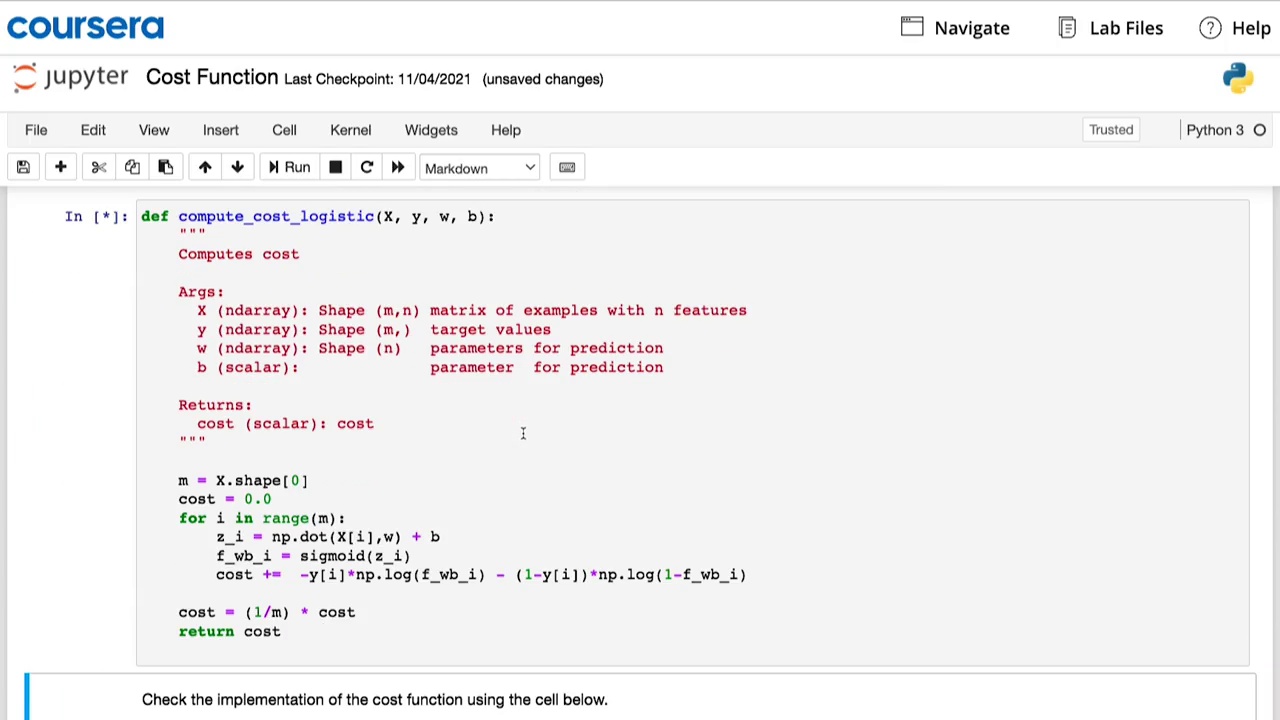 coursera Navigate Lab Files ? Help
jupyter Cost Function Last Checkpoint: 11/04/2021 (unsaved changes)
File Edit View Insert Cell Kernel Widgets Help Trusted Python 3
Run Markdown
In [*]: def compute_cost_logistic(X, y, w, b):
"""
Computes cost
Args:
X (ndarray): Shape (m,n) matrix of examples with n features
y (ndarray): Shape (m,) target values
w (ndarray): Shape (n) parameters for prediction
b (scalar): parameter for prediction
Returns:
cost (scalar): cost
"""
m = X.shape[0]
cost = 0.0
for i in range(m):
z_i = np.dot(X[i],w) + b
f_wb_i = sigmoid(z_i)
cost += -y[i]*np.log(f_wb_i) - (1-y[i])*np.log(1-f_wb_i)
cost = (1/m) * cost
return cost
Check the implementation of the cost function using the cell below.